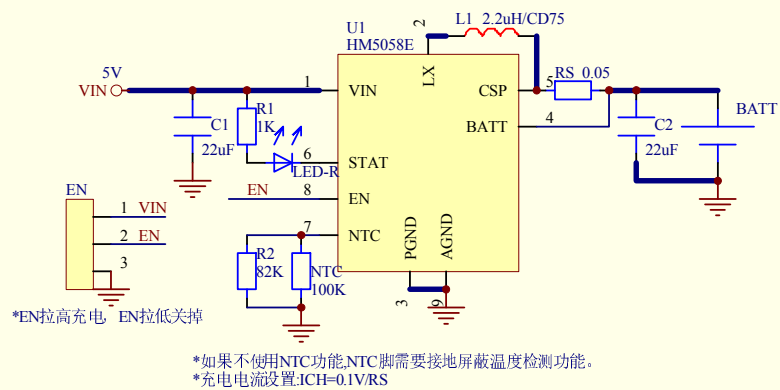 U1
HM5058E
L1 2.2uH/CD75
2
LX
5V
VIN
1
VIN
CSP
5
RS 0.05
BATT
4
C1
22uF
R1
1K
LED-R
6
STAT
C2
22uF
BATT
EN
8
EN
EN
1 VIN
2 EN
3
7
NTC
R2
82K
NTC
100K
PGND
AGND
3
9
*EN拉高充电, EN拉低关掉
*如果不使用NTC功能,NTC脚需要接地屏蔽温度检测功能。
*充电电流设置:ICH=0.1V/RS